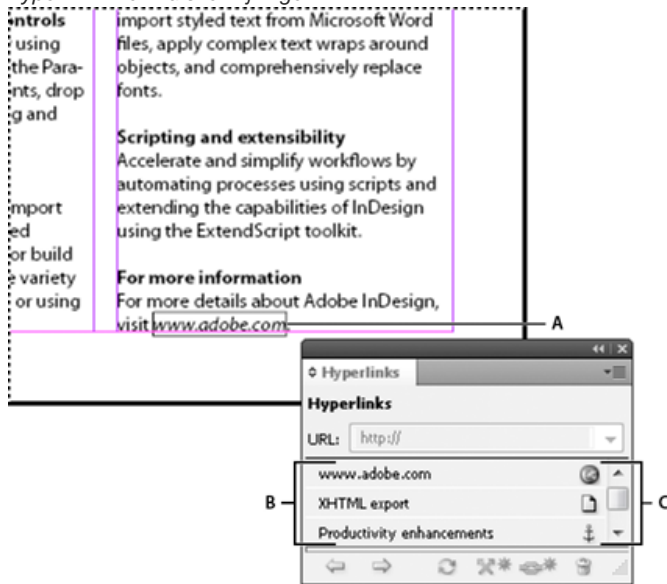 ntrols
using
the Para-
nts, drop
g and
mport
ed
or build
variety
or using
import styled text from Microsoft Word
files, apply complex text wraps around
objects, and comprehensively replace
fonts.
Scripting and extensibility
Accelerate and simplify workflows by
automating processes using scripts and
extending the capabilities of InDesign
using the ExtendScript toolkit.
For more information
For more details about Adobe InDesign,
visit www.adobe.com.
A
Hyperlinks
Hyperlinks
URL: http://
B
www.adobe.com
XHTML export
Productivity enhancements
C